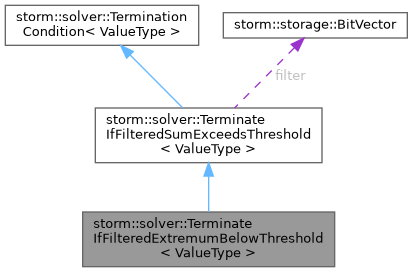 storm::solver::Termination
Condition< ValueType >
storm::storage::BitVector
filter
storm::solver::Terminate
IfFilteredSumExceedsThreshold
< ValueType >
storm::solver::Terminate
IfFilteredExtremumBelowThreshold
< ValueType >